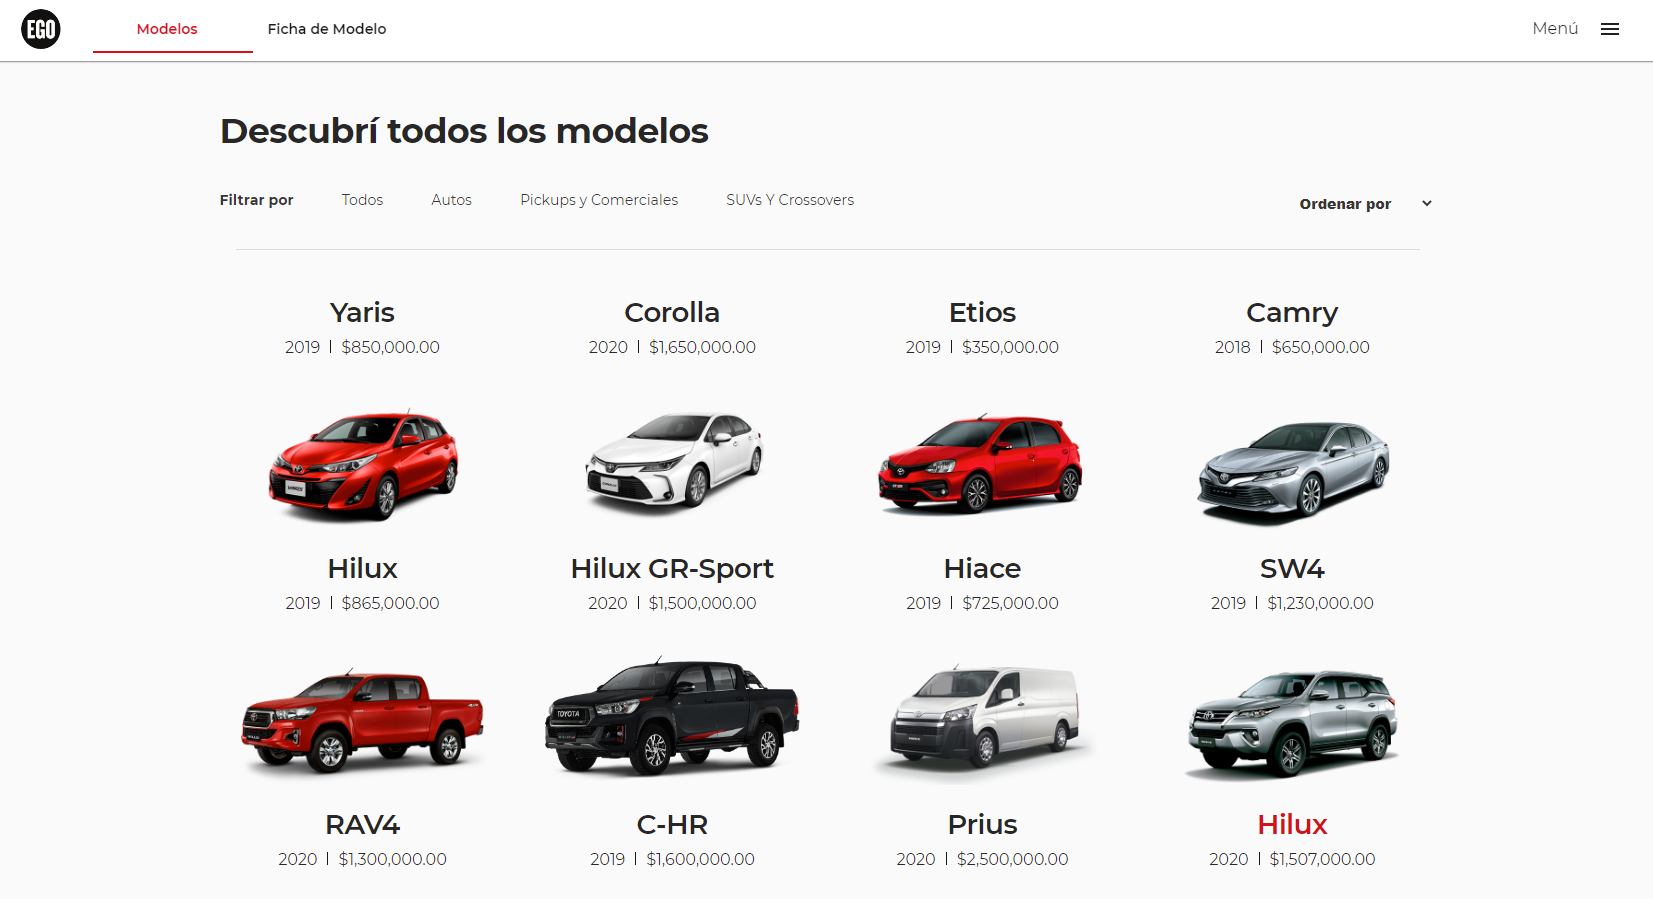 EGO
Modelos
Ficha de Modelo
Menú
Descubrí todos los modelos
Filtrar por
Todos
Autos
Pickups y Comerciales
SUVs Y Crossovers
Ordenar por
Yaris
2019 | $850,000.00
Corolla
2020 | $1,650,000.00
Etios
2019 | $350,000.00
Camry
2018 | $650,000.00
Hilux
2019 | $865,000.00
Hilux GR-Sport
2020 | $1,500,000.00
Hiace
2019 | $725,000.00
SW4
2019 | $1,230,000.00
TOYOTA
RAV4
2020 | $1,300,000.00
C-HR
2019 | $1,600,000.00
Prius
2020 | $2,500,000.00
Hilux
2020 | $1,507,000.00